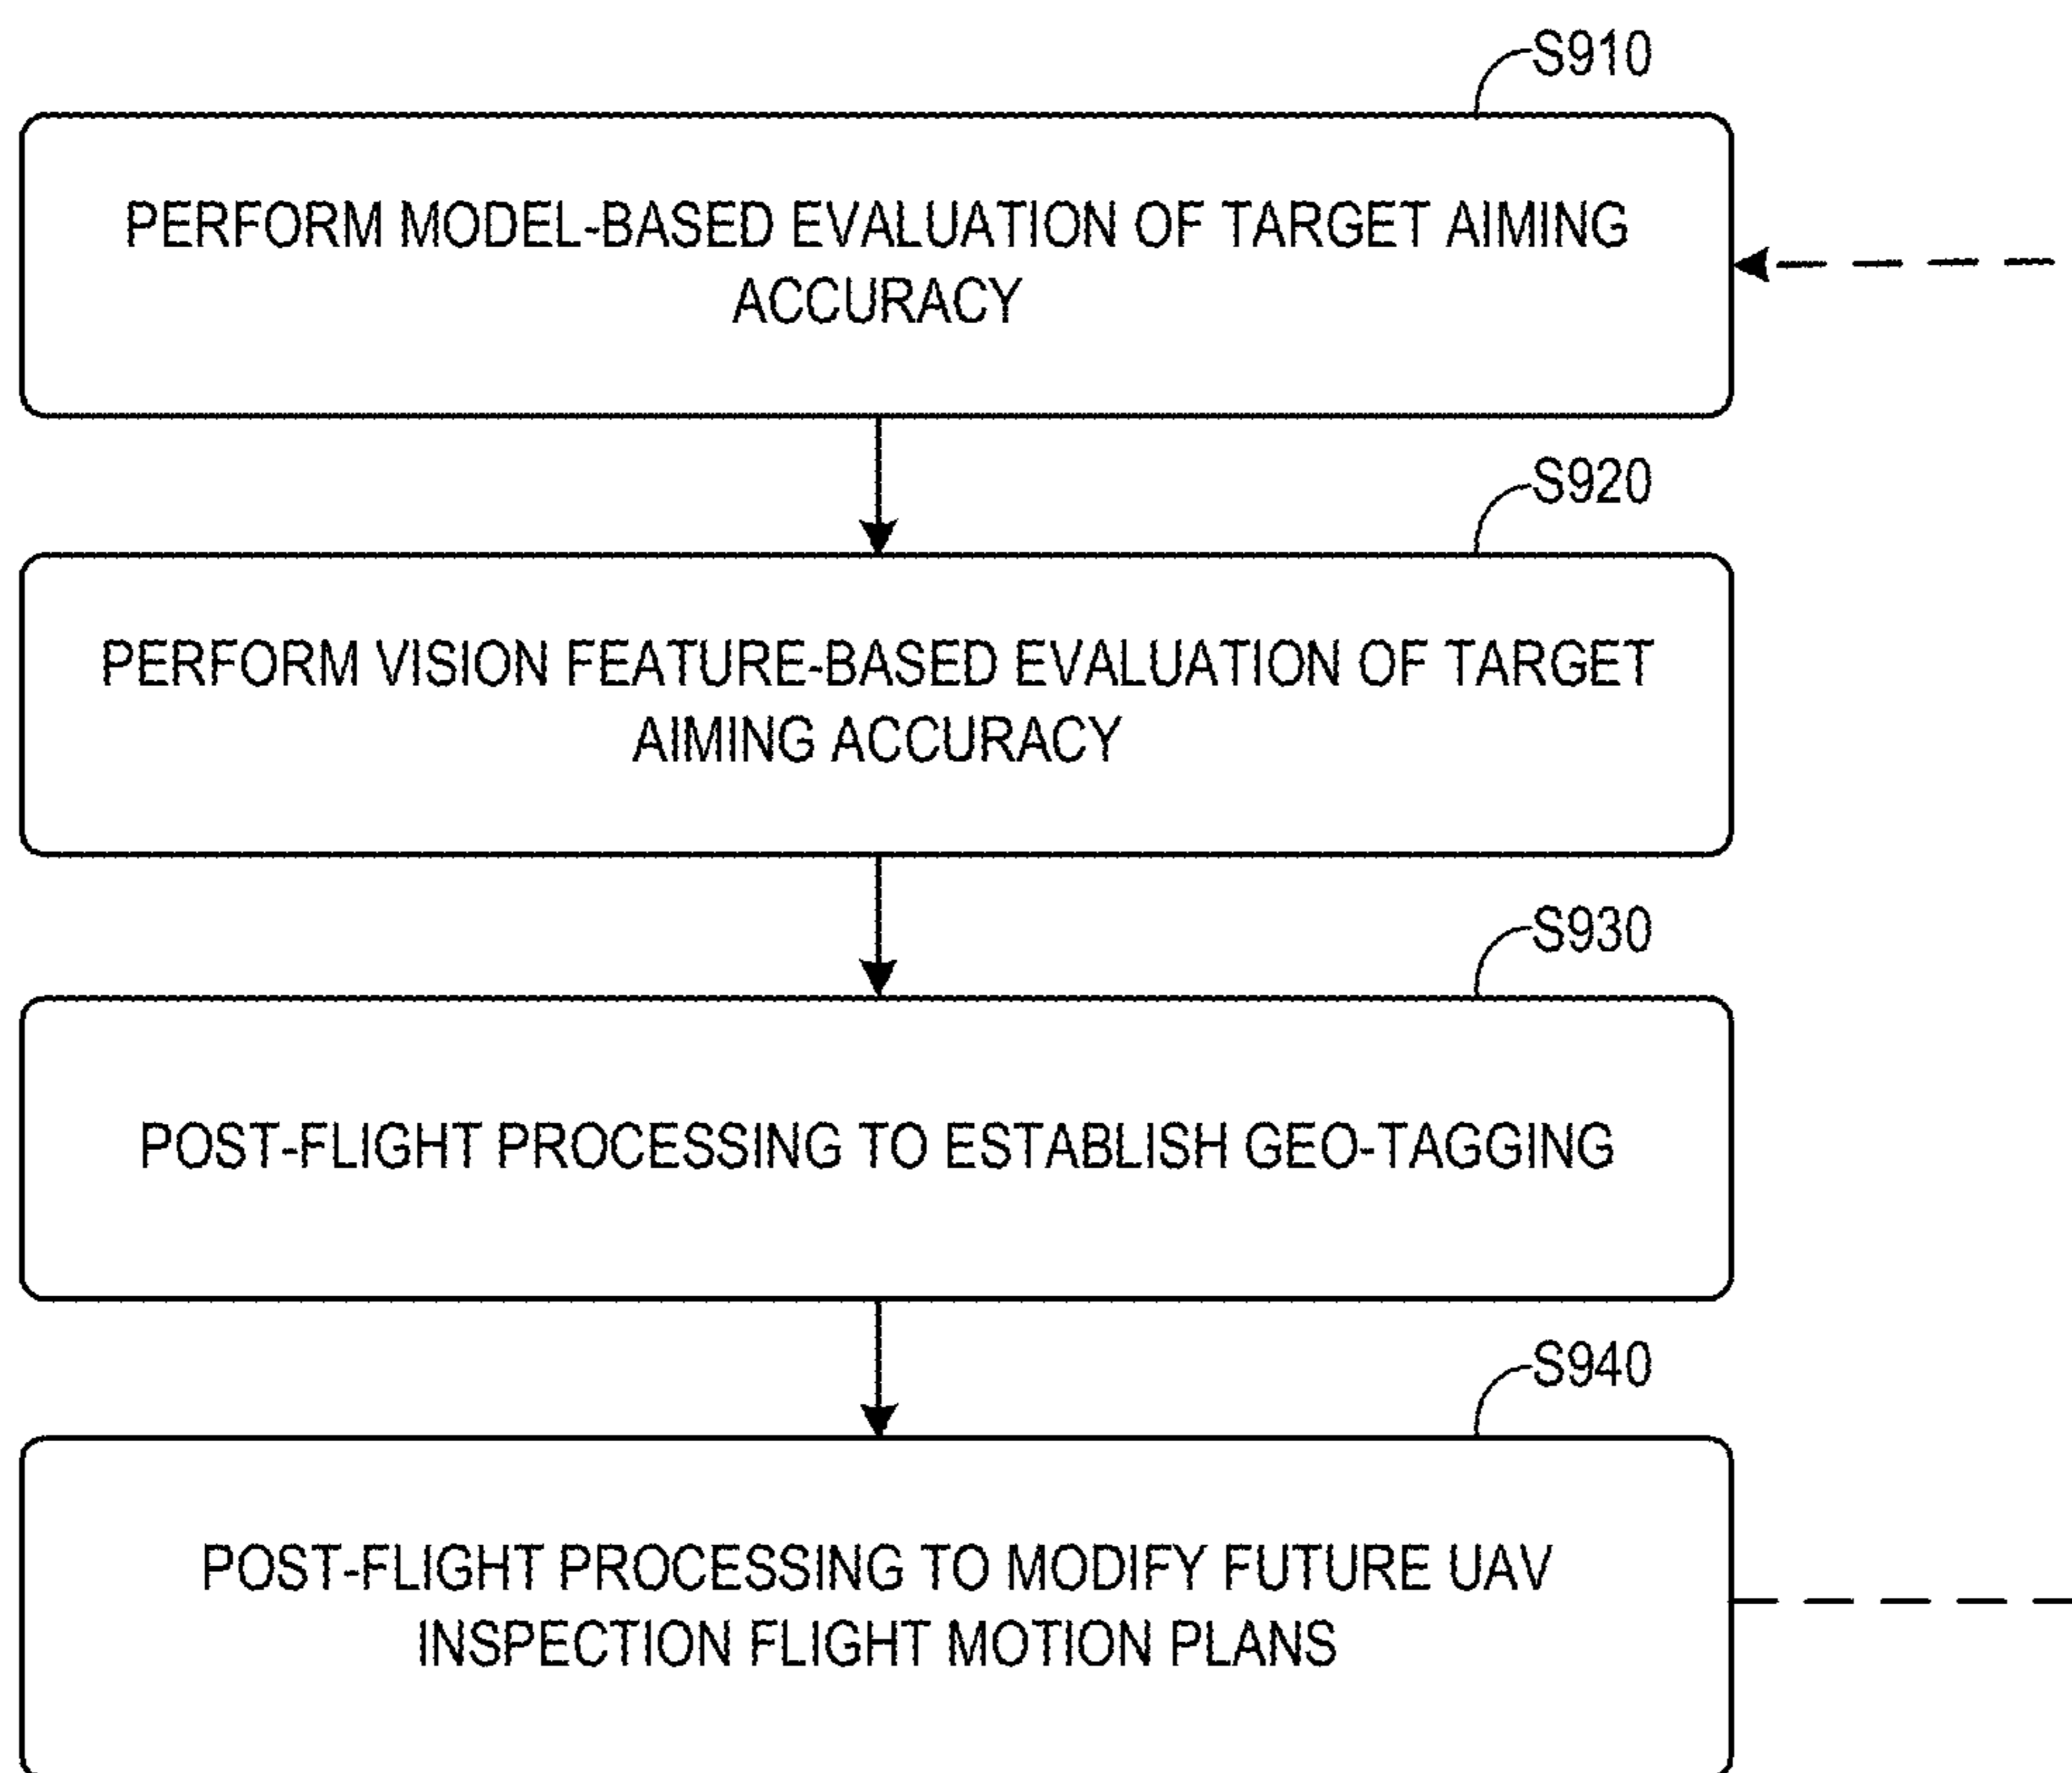 S910
PERFORM MODEL-BASED EVALUATION OF TARGET AIMING
ACCURACY
S920
PERFORM VISION FEATURE-BASED EVALUATION OF TARGET
AIMING ACCURACY
S930
POST-FLIGHT PROCESSING TO ESTABLISH GEO-TAGGING
S940
POST-FLIGHT PROCESSING TO MODIFY FUTURE UAV
INSPECTION FLIGHT MOTION PLANS